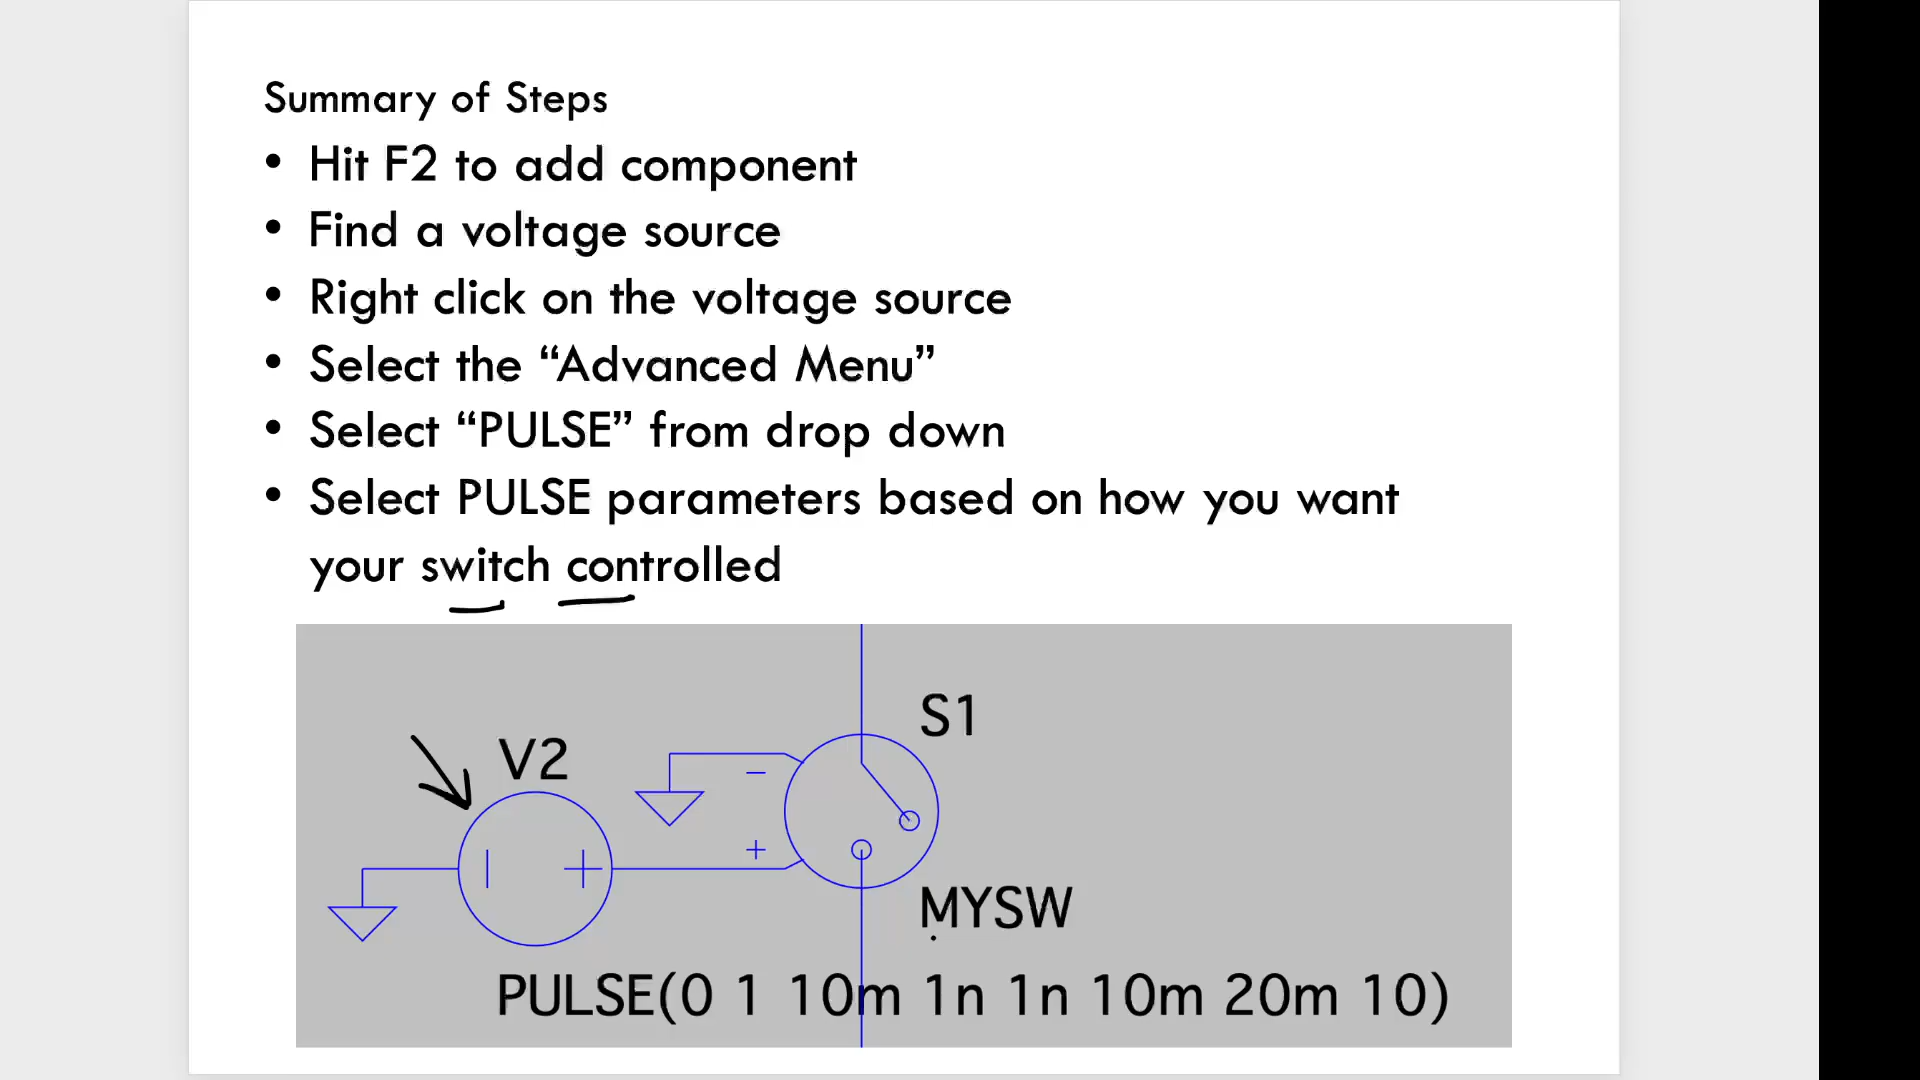 Summary of Steps
• Hit F2 to add component
• Find a voltage source
• Right click on the voltage source
• Select the “Advanced Menu”
• Select “PULSE” from drop down
• Select PULSE parameters based on how you want
your switch controlled
S1
V2
MYSW
PULSE(0 1 10m 1n 1n 10m 20m 10)